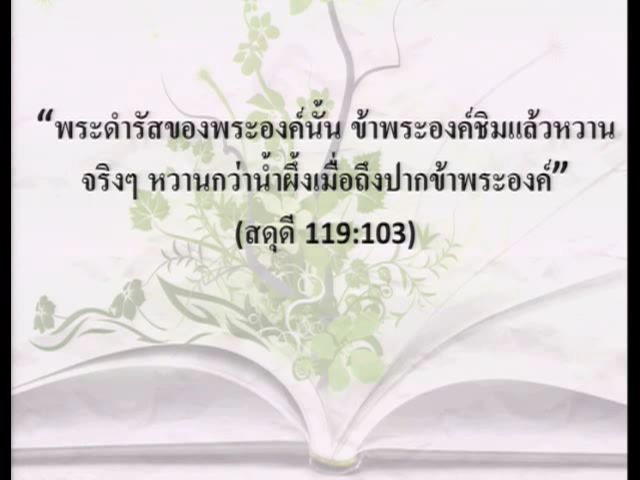 “พระดำรัสของพระองค์นั้น ข้าพระองค์ชิมแล้วหวาน
จริงๆ หวานกว่าน้ำผึ้งเมื่อถึงปากข้าพระองค์”
(สดุดี 119:103)